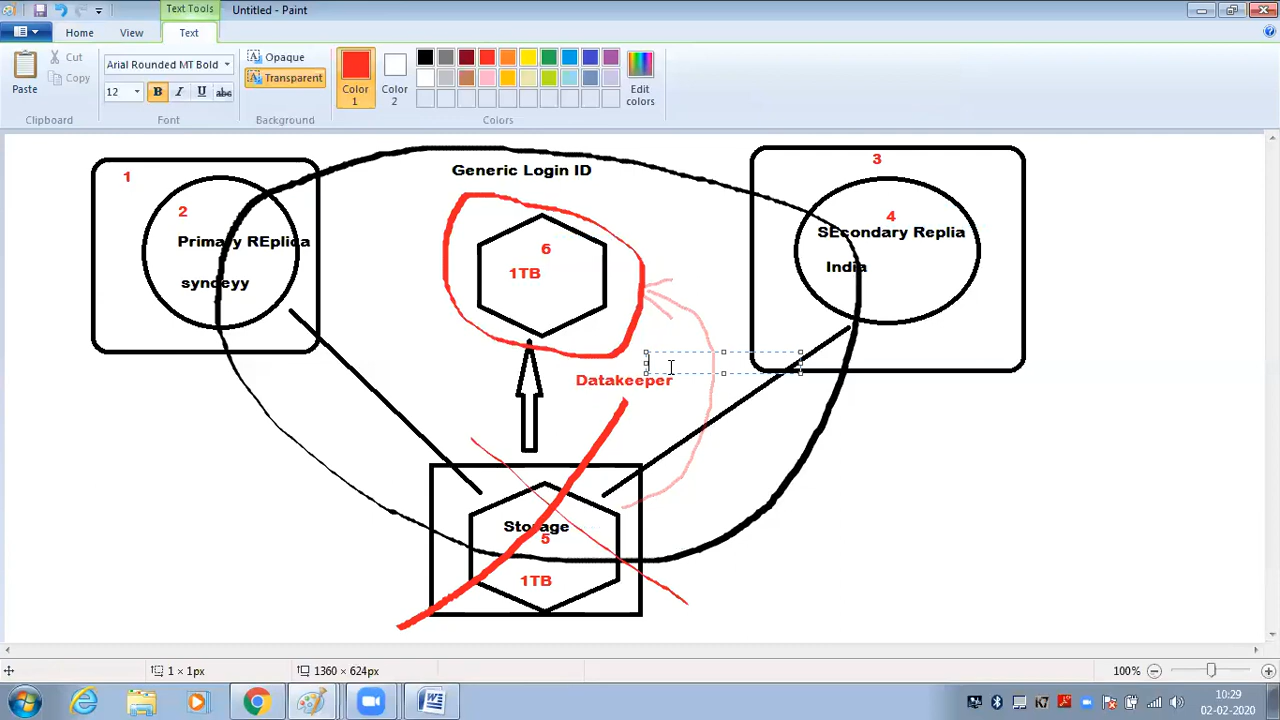 Text Tools
Untitled - Paint
Home
View
Text
Paste
Cut
Copy
Clipboard
Arial Rounded MT Bold
12
B
I
U
abc
Font
Opaque
Transparent
Background
Color
1
Color
2
Edit
colors
Colors
Generic Login ID
1
2
Primary REplica
syndeyy
3
4
SEcondary Replia
India
6
1TB
Datakeeper
Storage
5
1TB
1 × 1px
1360 × 624px
100%
10:29
02-02-2020